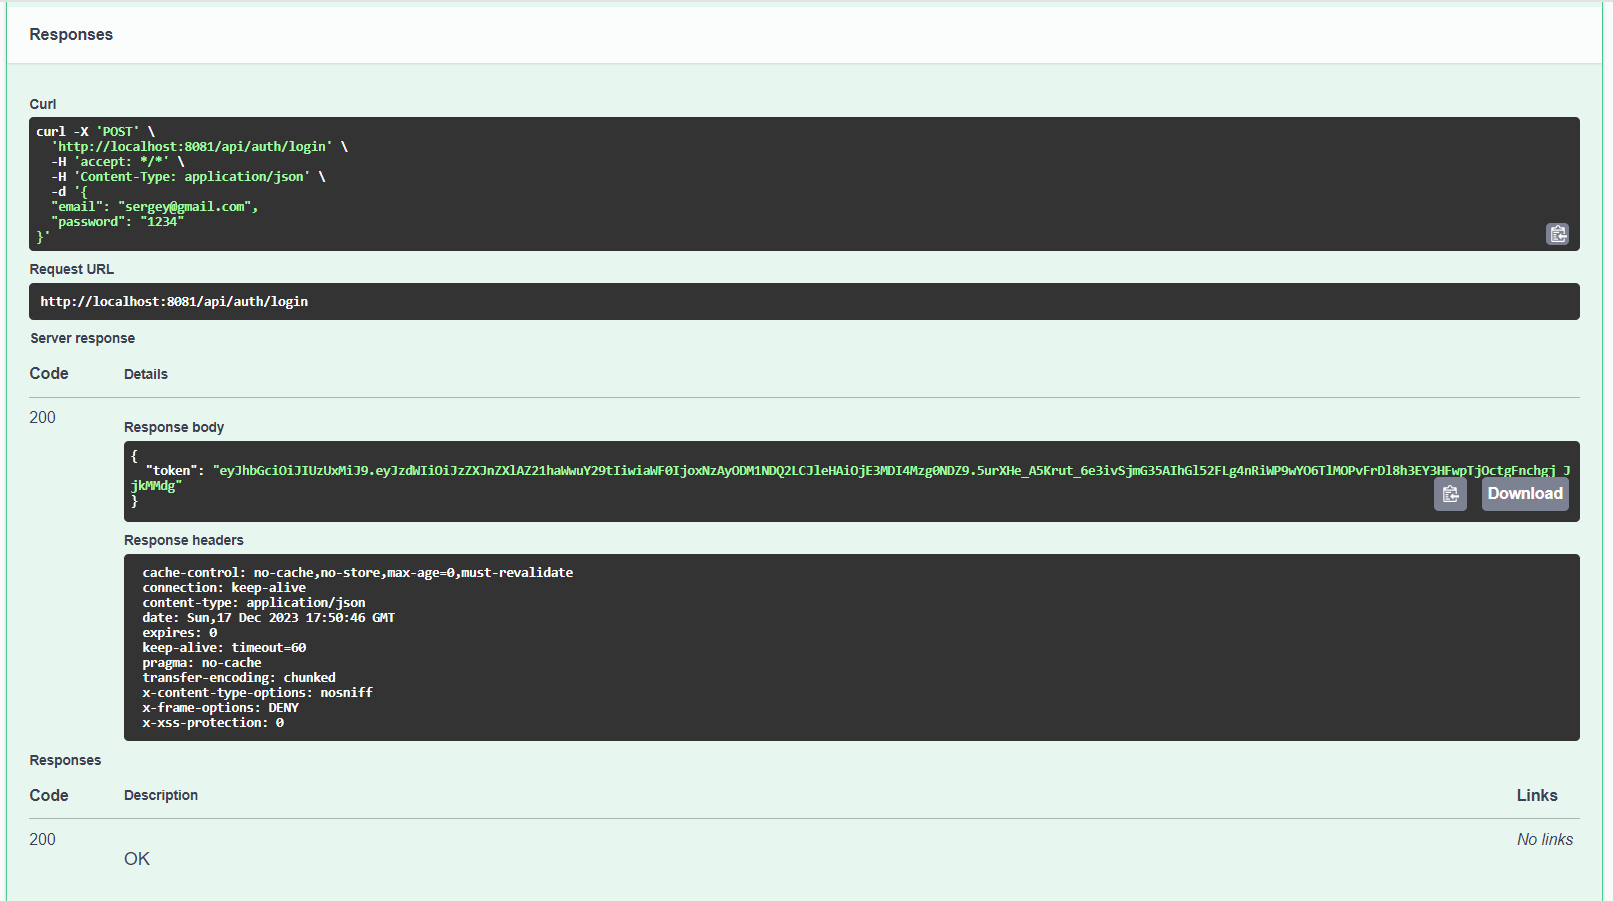 Responses
Curl
curl -X 'POST' \
  'http://localhost:8081/api/auth/login' \
  -H 'accept: */*' \
  -H 'Content-Type: application/json' \
  -d '{
  "email": "sergey@gmail.com",
  "password": "1234"
}'
Request URL
http://localhost:8081/api/auth/login
Server response
Code Details
200
Response body
{
  "token": "eyJhbGciOiJIUzUxMiJ9.eyJzdWIiOiJzZXJnZXlAZ21haWwuY29tIiwiaWF0IjoxNzAyODM1NDQ2LCJleHAiOjE3MDI4Mzg0NDZ9.5urXHe_A5Krut_6e3ivSjmG35AIhGl52FLg4nRiWP9wYO6TlMOPvFrDl8h3EY3HFwpTjOctgFnchgj_J
jkMMdg"
}
Download
Response headers
cache-control: no-cache,no-store,max-age=0,must-revalidate
connection: keep-alive
content-type: application/json
date: Sun,17 Dec 2023 17:50:46 GMT
expires: 0
keep-alive: timeout=60
pragma: no-cache
transfer-encoding: chunked
x-content-type-options: nosniff
x-frame-options: DENY
x-xss-protection: 0
Responses
Code Description Links
200 No links
OK